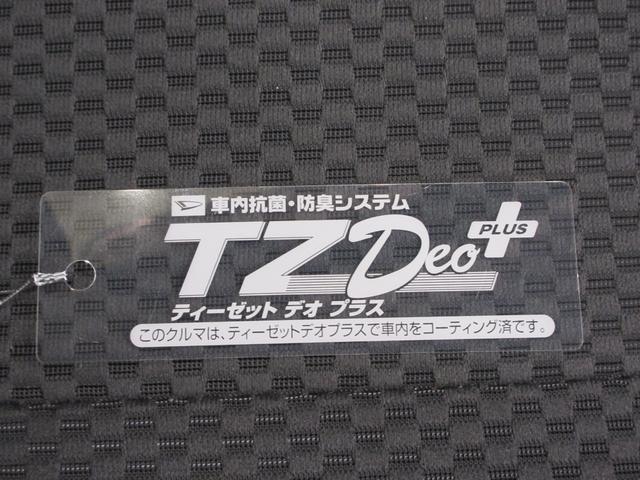 車内抗菌・防臭システム
TZ Deo PLUS
ティーゼット デオ プラス
このクルマは、ティーゼットデオプラスで車内をコーティング済です。